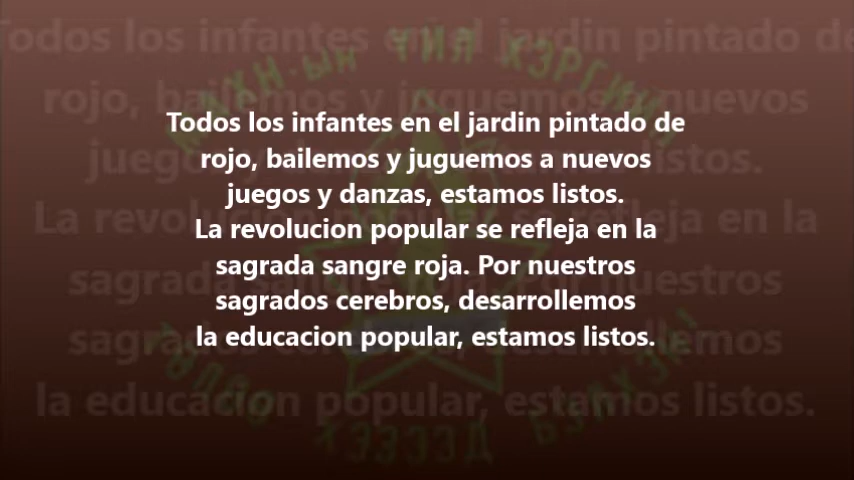 Todos los infantes en el jardin pintado de
rojo, bailemos y juguemos a nuevos
juegos y danzas, estamos listos.
La revolucion popular se refleja en la
sagrada sangre roja. Por nuestros
sagrados cerebros, desarrollemos
la educacion popular, estamos listos.